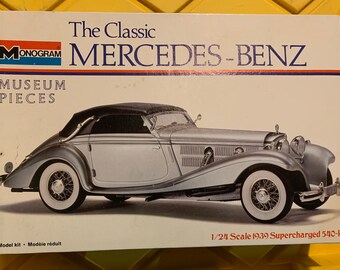 The Classic
MONOGRAM
MERCEDES-BENZ
MUSEUM
PIECES
1/24 Scale 1939 Supercharged 540-K
Model kit • Modèle réduit